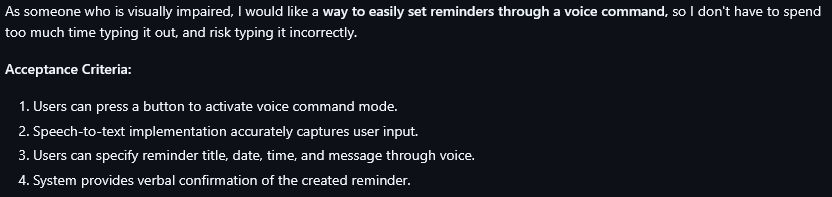 As someone who is visually impaired, I would like a way to easily set reminders through a voice command, so I don't have to spend
too much time typing it out, and risk typing it incorrectly.
Acceptance Criteria:
1. Users can press a button to activate voice command mode.
2. Speech-to-text implementation accurately captures user input.
3. Users can specify reminder title, date, time, and message through voice.
4. System provides verbal confirmation of the created reminder.